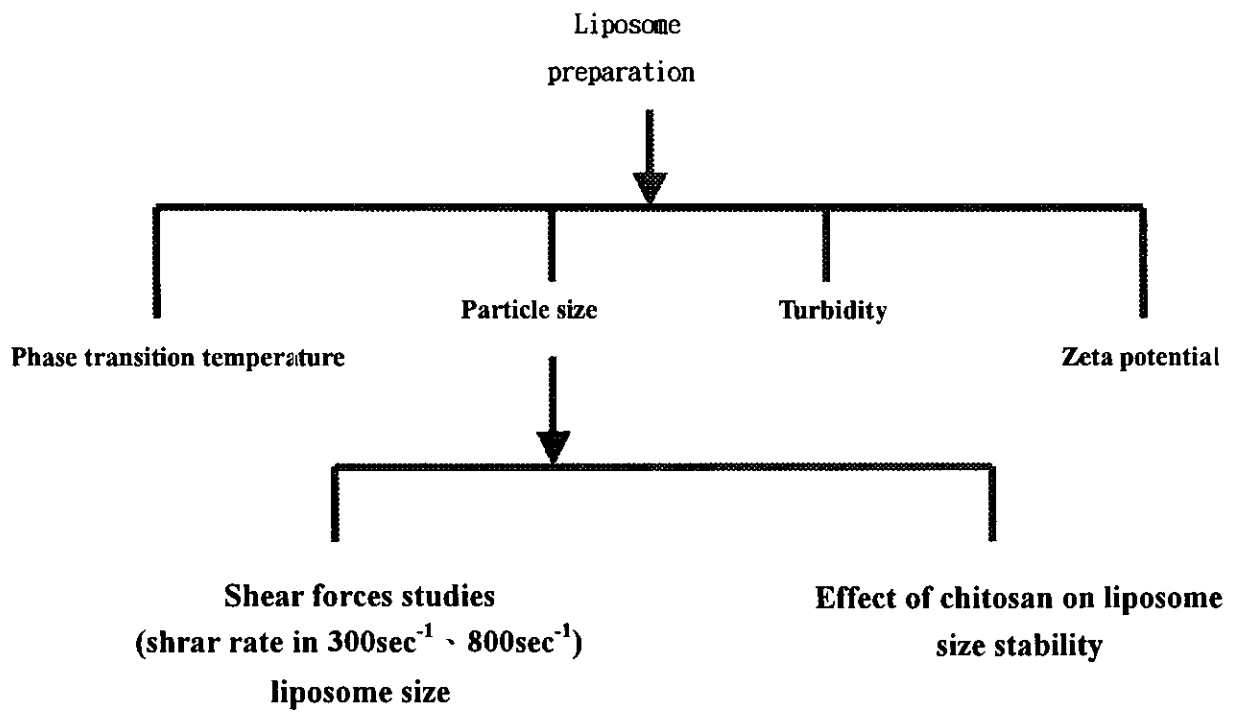 Liposome
preparation
Particle size
Turbidity
Phase transition temperature
Zeta potential
Shear forces studies
(shrar rate in 300sec⁻¹、800sec⁻¹)
liposome size
Effect of chitosan on liposome
size stability